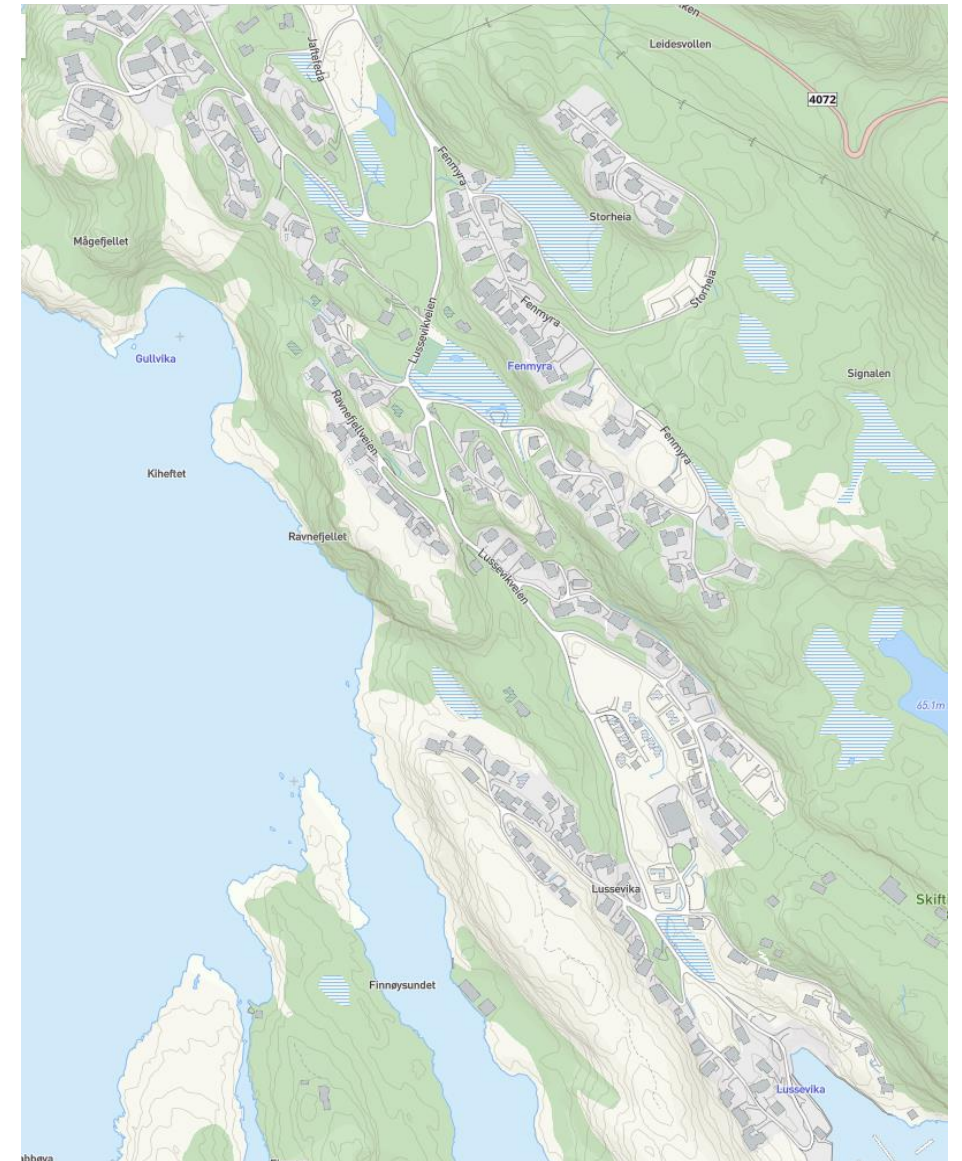 Leidesvollen
4072
Jaftefeda
Fenmyra
Storheia
Mågefjellet
Storheia
Fenmyra
Lussevikveien
Gullvika
Fenmyra
Signalen
Ravnefjellveien
Fenmyra
Kiheftet
Ravnefjellet
Lussevikveien
65.1m
Lussevika
Skift
Finnøysundet
Lussevika